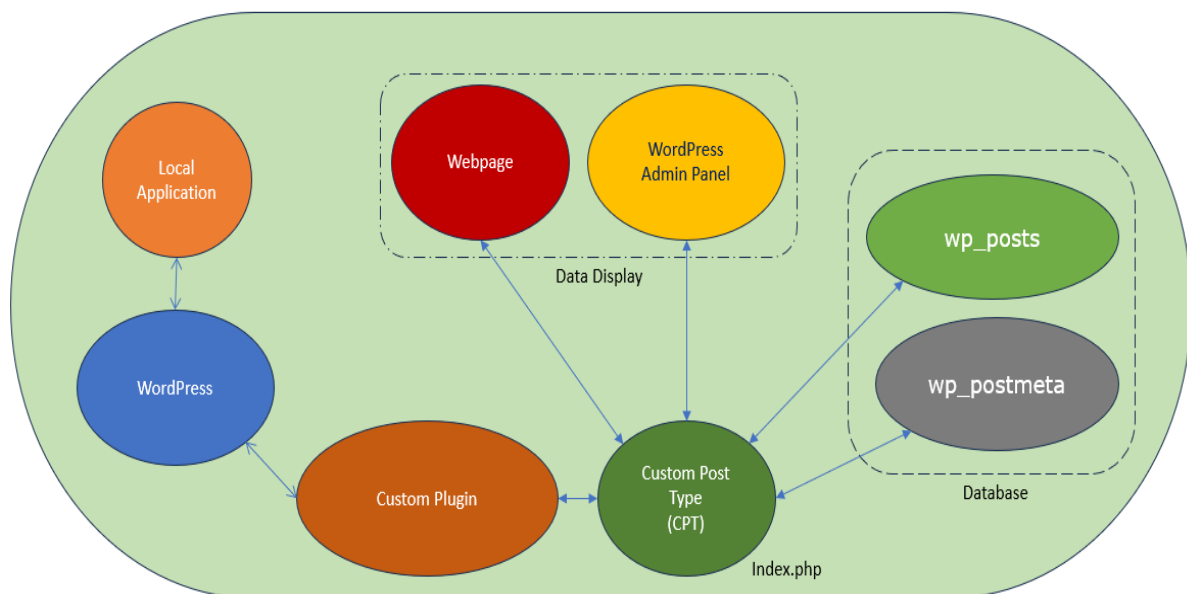 Local
Application
Webpage
WordPress
Admin Panel
Data Display
wp_posts
wp_postmeta
Database
WordPress
Custom Plugin
Custom Post
Type
(CPT)
Index.php